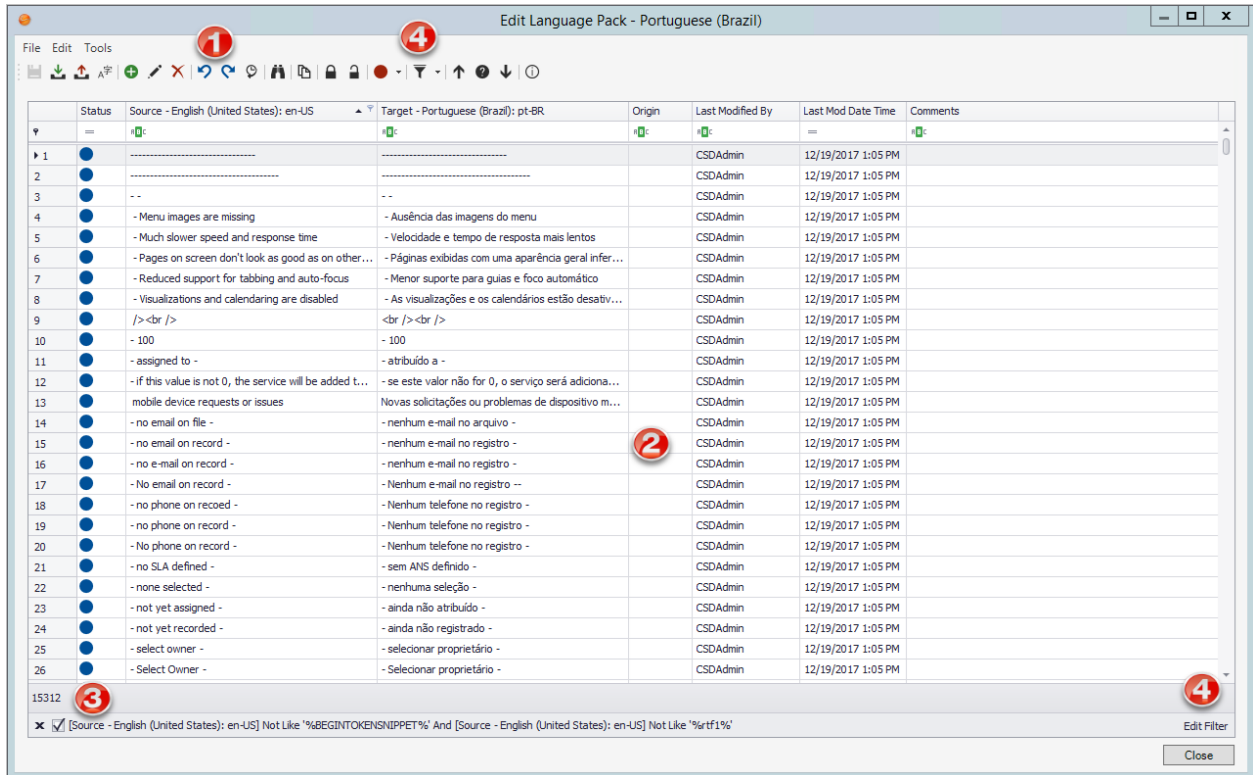 Edit Language Pack - Portuguese (Brazil)
File Edit Tools
1
4
Status Source - English (United States): en-US Target - Portuguese (Brazil): pt-BR Origin Last Modified By Last Mod Date Time Comments
1 --------------------------------- --------------------------------- CSDAdmin 12/19/2017 1:05 PM
2 --------------------------------------- --------------------------------------- CSDAdmin 12/19/2017 1:05 PM
3 - - - - CSDAdmin 12/19/2017 1:05 PM
4 - Menu images are missing - Ausência das imagens do menu CSDAdmin 12/19/2017 1:05 PM
5 - Much slower speed and response time - Velocidade e tempo de resposta mais lentos CSDAdmin 12/19/2017 1:05 PM
6 - Pages on screen don't look as good as on other... - Páginas exibidas com uma aparência geral infer... CSDAdmin 12/19/2017 1:05 PM
7 - Reduced support for tabbing and auto-focus - Menor suporte para guias e foco automático CSDAdmin 12/19/2017 1:05 PM
8 - Visualizations and calendaring are disabled - As visualizações e os calendários estão desativ... CSDAdmin 12/19/2017 1:05 PM
9 /><br /> <br /><br /> CSDAdmin 12/19/2017 1:05 PM
10 - 100 - 100 CSDAdmin 12/19/2017 1:05 PM
11 - assigned to - - atribuído a - CSDAdmin 12/19/2017 1:05 PM
12 - if this value is not 0, the service will be added t... - se este valor não for 0, o serviço será adiciona... CSDAdmin 12/19/2017 1:05 PM
13 mobile device requests or issues Novas solicitações ou problemas de dispositivo m... CSDAdmin 12/19/2017 1:05 PM
14 - no email on file - - nenhum e-mail no arquivo - CSDAdmin 12/19/2017 1:05 PM
15 - no email on record - - nenhum e-mail no registro - 2 CSDAdmin 12/19/2017 1:05 PM
16 - no e-mail on record - - nenhum e-mail no registro - CSDAdmin 12/19/2017 1:05 PM
17 - No email on record - - Nenhum e-mail no registro -- CSDAdmin 12/19/2017 1:05 PM
18 - no phone on recoed - - Nenhum telefone no registro - CSDAdmin 12/19/2017 1:05 PM
19 - no phone on record - - Nenhum telefone no registro - CSDAdmin 12/19/2017 1:05 PM
20 - No phone on record - - Nenhum telefone no registro - CSDAdmin 12/19/2017 1:05 PM
21 - no SLA defined - - sem ANS definido - CSDAdmin 12/19/2017 1:05 PM
22 - none selected - - nenhuma seleção - CSDAdmin 12/19/2017 1:05 PM
23 - not yet assigned - - ainda não atribuído - CSDAdmin 12/19/2017 1:05 PM
24 - not yet recorded - - ainda não registrado - CSDAdmin 12/19/2017 1:05 PM
25 - select owner - - selecionar proprietário - CSDAdmin 12/19/2017 1:05 PM
26 - Select Owner - - Selecionar proprietário - CSDAdmin 12/19/2017 1:05 PM
15312 3 4
[Source - English (United States): en-US] Not Like '%BEGINTOKENSNIPPET%' And [Source - English (United States): en-US] Not Like '%rtf1%' Edit Filter
Close